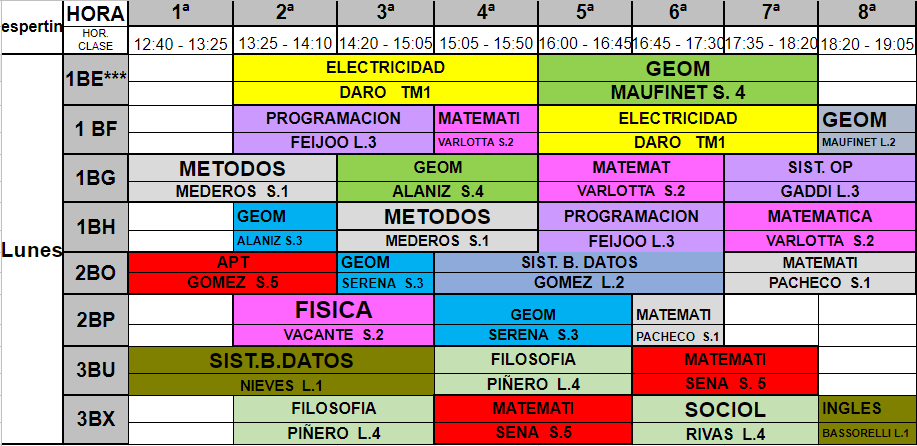 espertin HORA 1ª 2ª 3ª 4ª 5ª 6ª 7ª 8ª
HOR. CLASE 12:40 - 13:25 13:25 - 14:10 14:20 - 15:05 15:05 - 15:50 16:00 - 16:45 16:45 - 17:30 17:35 - 18:20 18:20 - 19:05
Lunes
1BE*** ELECTRICIDAD GEOM
DARO TM1 MAUFINET S. 4
1 BF PROGRAMACION MATEMATI ELECTRICIDAD GEOM
FEIJOO L.3 VARLOTTA S.2 DARO TM1 MAUFINET L.2
1BG METODOS GEOM MATEMAT SIST. OP
MEDEROS S.1 ALANIZ S.4 VARLOTTA S.2 GADDI L.3
1BH GEOM METODOS PROGRAMACION MATEMATICA
ALANIZ S.3 MEDEROS S.1 FEIJOO L.3 VARLOTTA S.2
2BO APT GEOM SIST. B. DATOS MATEMATI
GOMEZ S.5 SERENA S.3 GOMEZ L.2 PACHECO S.1
2BP FISICA GEOM MATEMATI
VACANTE S.2 SERENA S.3 PACHECO S.1
3BU SIST.B.DATOS FILOSOFIA MATEMATI
NIEVES L.1 PIÑERO L.4 SENA S. 5
3BX FILOSOFIA MATEMATI SOCIOL INGLES
PIÑERO L.4 SENA S.5 RIVAS L.4 BASSORELLI L.1